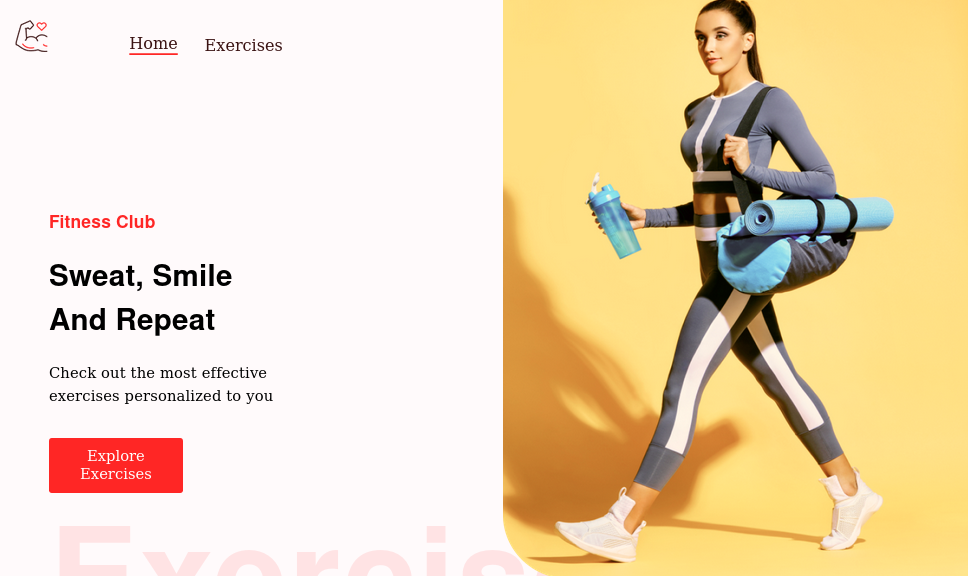 Home
Exercises
Fitness Club
Sweat, Smile
And Repeat
Check out the most effective
exercises personalized to you
Explore
Exercises
Exercis